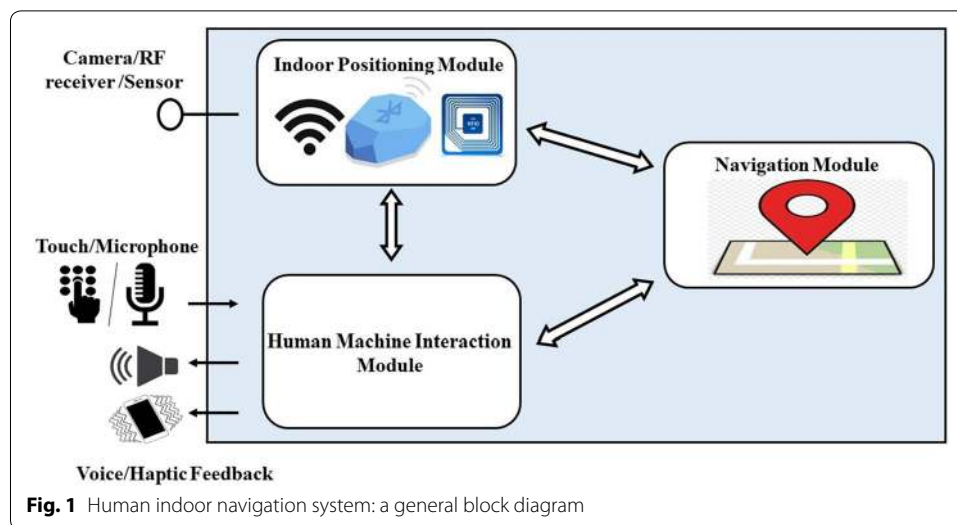 Camera/RF
receiver/Sensor
Indoor Positioning Module
Navigation Module
Touch/Microphone
Human Machine Interaction
Module
Voice/Haptic Feedback
Fig. 1 Human indoor navigation system: a general block diagram